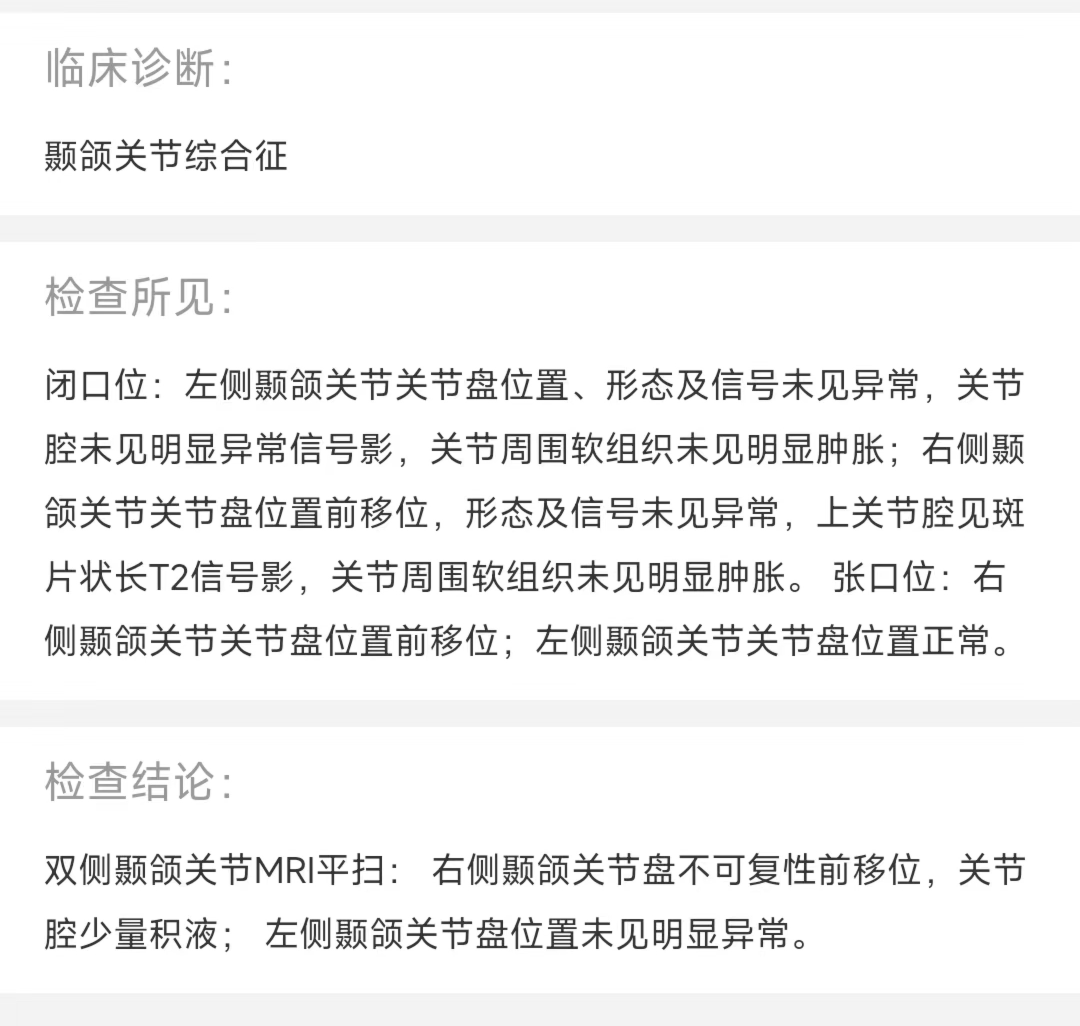 临床诊断：
颞颌关节综合征
检查所见：
闭口位：左侧颞颌关节关节盘位置、形态及信号未见异常，关节
腔未见明显异常信号影，关节周围软组织未见明显肿胀；右侧颞
颌关节关节盘位置前移位，形态及信号未见异常，上关节腔见斑
片状长T2信号影，关节周围软组织未见明显肿胀。 张口位：右
侧颞颌关节关节盘位置前移位；左侧颞颌关节关节盘位置正常。
检查结论：
双侧颞颌关节MRI平扫： 右侧颞颌关节盘不可复性前移位，关节
腔少量积液； 左侧颞颌关节盘位置未见明显异常。